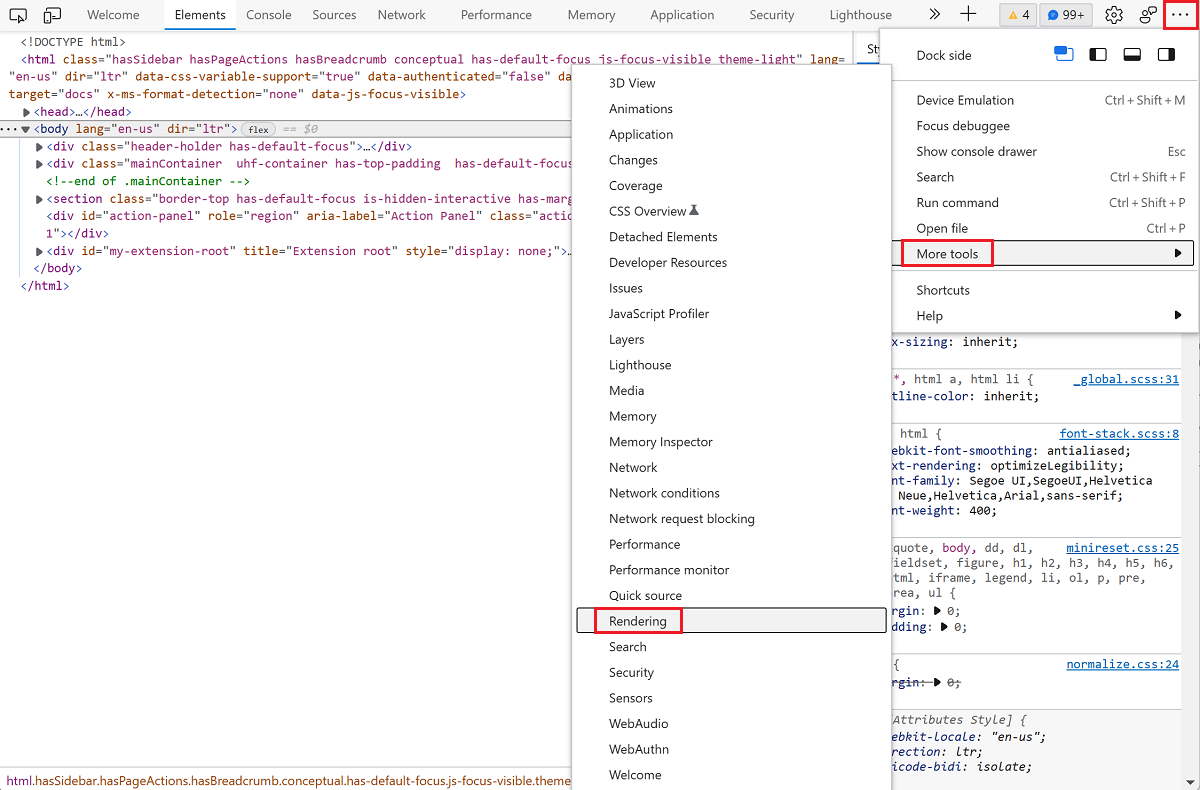 Welcome Elements Console Sources Network Performance Memory Application Security Lighthouse 4 99+
<!DOCTYPE html>
<html class="hasSidebar hasPageActions hasBreadcrumb conceptual has-default-focus js-focus-visible theme-light" lang=
"en-us" dir="ltr" data-css-variable-support="true" data-authenticated="false"
target="docs" x-ms-format-detection="none" data-js-focus-visible>
<head>…</head>
<body lang="en-us" dir="ltr"> flex == $0
<div class="header-holder has-default-focus">…</div>
<div class="mainContainer uhf-container has-top-padding has-default-focus
<!--end of .mainContainer -->
<section class="border-top has-default-focus is-hidden-interactive
<div id="action-panel" role="region" aria-label="Action Panel" class=
1"></div>
<div id="my-extension-root" title="Extension root" style="display: none;">…
</body>
</html>
html.hasSidebar.hasPageActions.hasBreadcrumb.conceptual.has-default-focus.js-focus-visible.theme
3D View
Animations
Application
Changes
Coverage
CSS Overview
Detached Elements
Developer Resources
Issues
JavaScript Profiler
Layers
Lighthouse
Media
Memory
Memory Inspector
Network
Network conditions
Network request blocking
Performance
Performance monitor
Quick source
Rendering
Search
Security
Sensors
WebAudio
WebAuthn
Welcome
Dock side
Device Emulation Ctrl + Shift + M
Focus debuggee
Show console drawer Esc
Search Ctrl + Shift + F
Run command Ctrl + Shift + P
Open file Ctrl + P
More tools
Shortcuts
Help
x-sizing: inherit;
*, html a, html li { _global.scss:31
tline-color: inherit;
html { font-stack.scss:8
ebkit-font-smoothing: antialiased;
xt-rendering: optimizeLegibility;
nt-family: Segoe UI,SegoeUI,Helvetica
Neue,Helvetica,Arial,sans-serif;
nt-weight: 400;
quote, body, dd, dl, minireset.css:25
ieldset, figure, h1, h2, h3, h4, h5, h6,
tml, iframe, legend, li, ol, p, pre,
rea, ul {
rgin: 0;
dding: 0;
{ normalize.css:24
rgin: 0;
Attributes Style] {
ebkit-locale: "en-us";
rection: ltr;
icode-bidi: isolate;